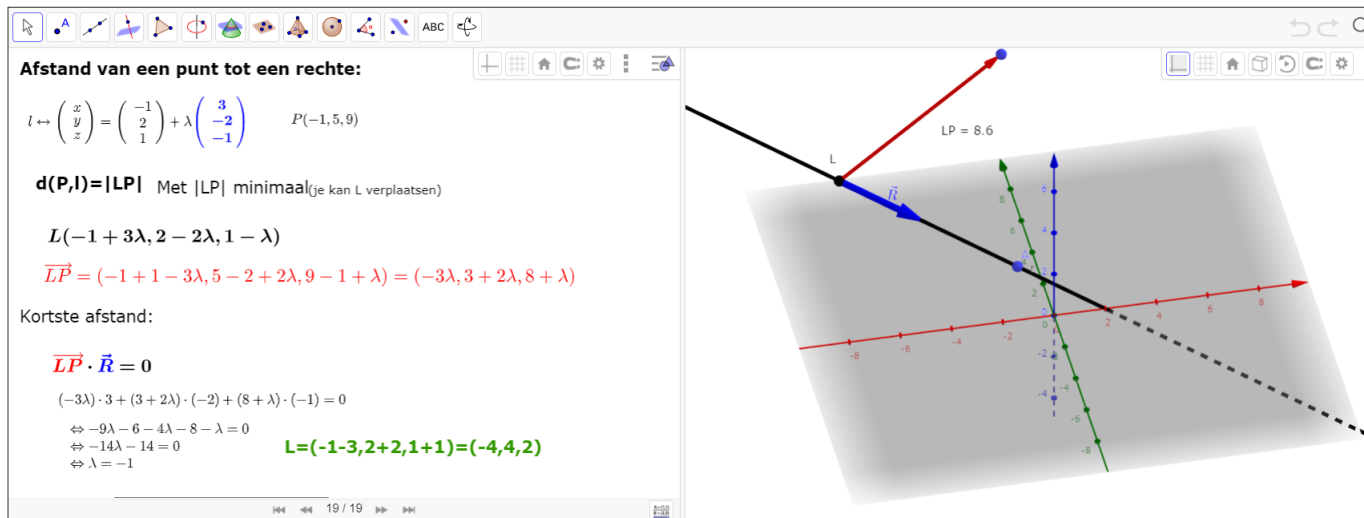 ABC
Afstand van een punt tot een rechte:
l ↔ (x y z) = (−1 2 1) + λ (3 −2 −1) P(−1, 5, 9)
d(P,l)=|LP| Met |LP| minimaal(je kan L verplaatsen)
L(−1 + 3λ, 2 − 2λ, 1 − λ)
LP⃗ = (−1 + 1 − 3λ, 5 − 2 + 2λ, 9 − 1 + λ) = (−3λ, 3 + 2λ, 8 + λ)
Kortste afstand:
LP⃗ · R⃗ = 0
(−3λ) · 3 + (3 + 2λ) · (−2) + (8 + λ) · (−1) = 0
⇔ −9λ − 6 − 4λ − 8 − λ = 0
⇔ −14λ − 14 = 0
⇔ λ = −1
L=(-1-3,2+2,1+1)=(-4,4,2)
19 / 19
LP = 8.6
L
R⃗
8
6
4
2
0
-2
-4
-6
-8
-8
-6
-4
-2
0
2
4
6
8
6
4
2
0
-2
-4